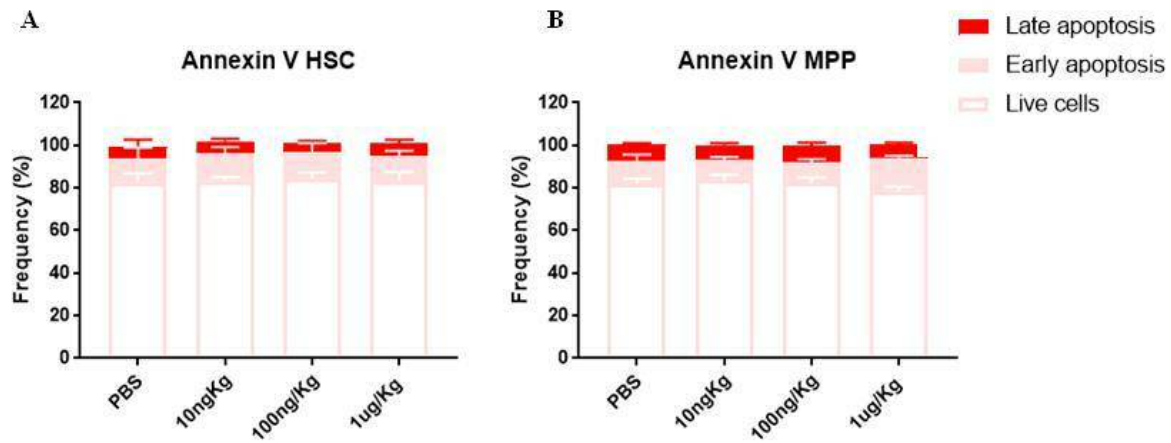 A
B
Annexin V HSC
Annexin V MPP
Late apoptosis
Early apoptosis
Live cells
Frequency (%)
120
100
80
60
40
20
0
PBS
10ngKg
100ng/Kg
1ug/Kg
Frequency (%)
120
100
80
60
40
20
0
PBS
10ngKg
100ng/Kg
1ug/Kg